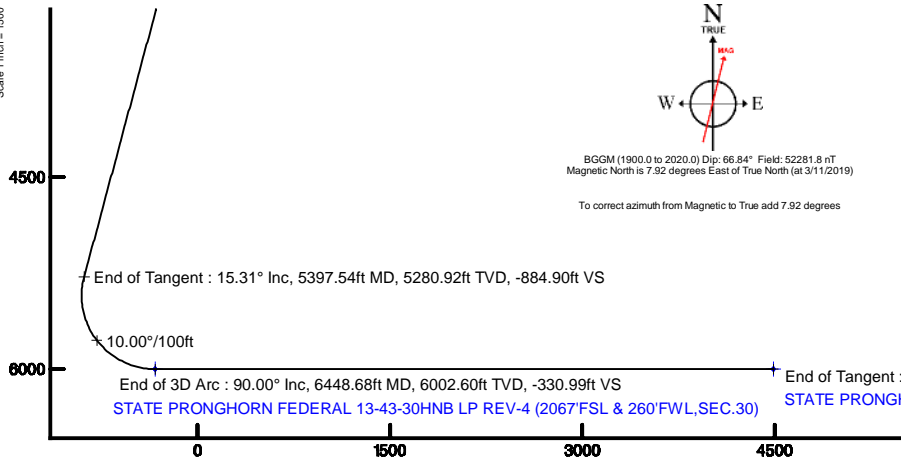 Scale 1 inch = 1500
N
TRUE
MAG
W
E
BGGM (1900.0 to 2020.0) Dip: 66.84° Field: 52281.8 nT
Magnetic North is 7.92 degrees East of True North (at 3/11/2019)
To correct azimuth from Magnetic to True add 7.92 degrees
4500
End of Tangent : 15.31° Inc, 5397.54ft MD, 5280.92ft TVD, -884.90ft VS
10.00°/100ft
6000
End of 3D Arc : 90.00° Inc, 6448.68ft MD, 6002.60ft TVD, -330.99ft VS
End of Tangent :
STATE PRONGHORN FEDERAL 13-43-30HNB LP REV-4 (2067'FSL & 260'FWL,SEC.30)
STATE PRONGH
0
1500
3000
4500